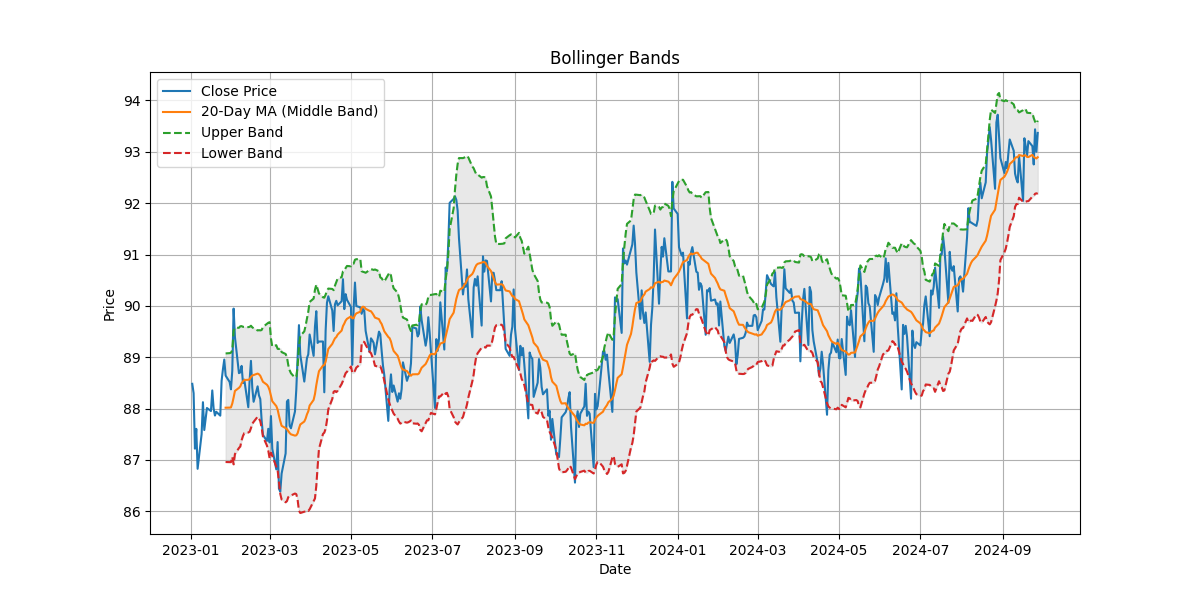 Bollinger Bands
Close Price
20-Day MA (Middle Band)
Upper Band
Lower Band
94
93
92
91
90
89
88
87
86
Price
2023-01 2023-03 2023-05 2023-07 2023-09 2023-11 2024-01 2024-03 2024-05 2024-07 2024-09
Date